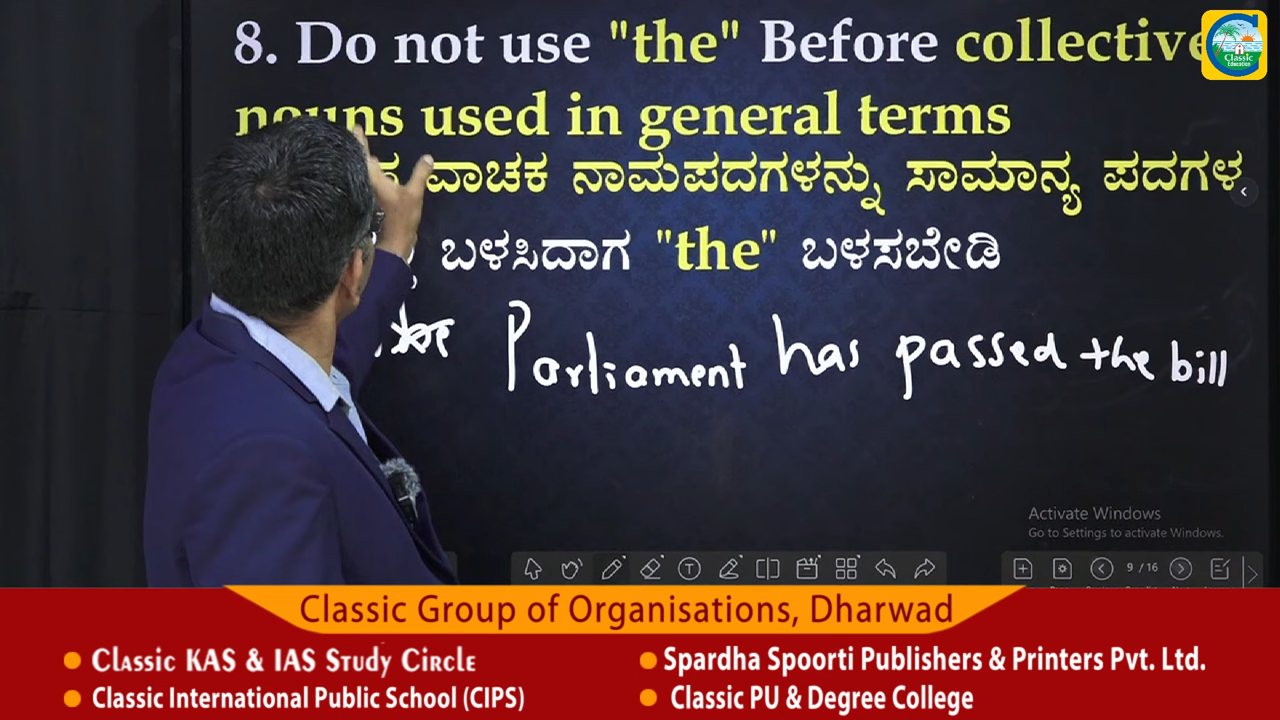 8. Do not use "the" Before collective
nouns used in general terms
ವಾಚಕ ನಾಮಪದಗಳನ್ನು ಸಾಮಾನ್ಯ ಪದಗಳ
ಬಳಸಿದಾಗ "the" ಬಳಸಬೇಡಿ
Parliament has passed the bill
Classic
Education
Activate Windows
Go to Settings to activate Windows.
9 / 16
Classic Group of Organisations, Dharwad
Classic KAS & IAS Study Circle
Spardha Spoorti Publishers & Printers Pvt. Ltd.
Classic International Public School (CIPS)
Classic PU & Degree College